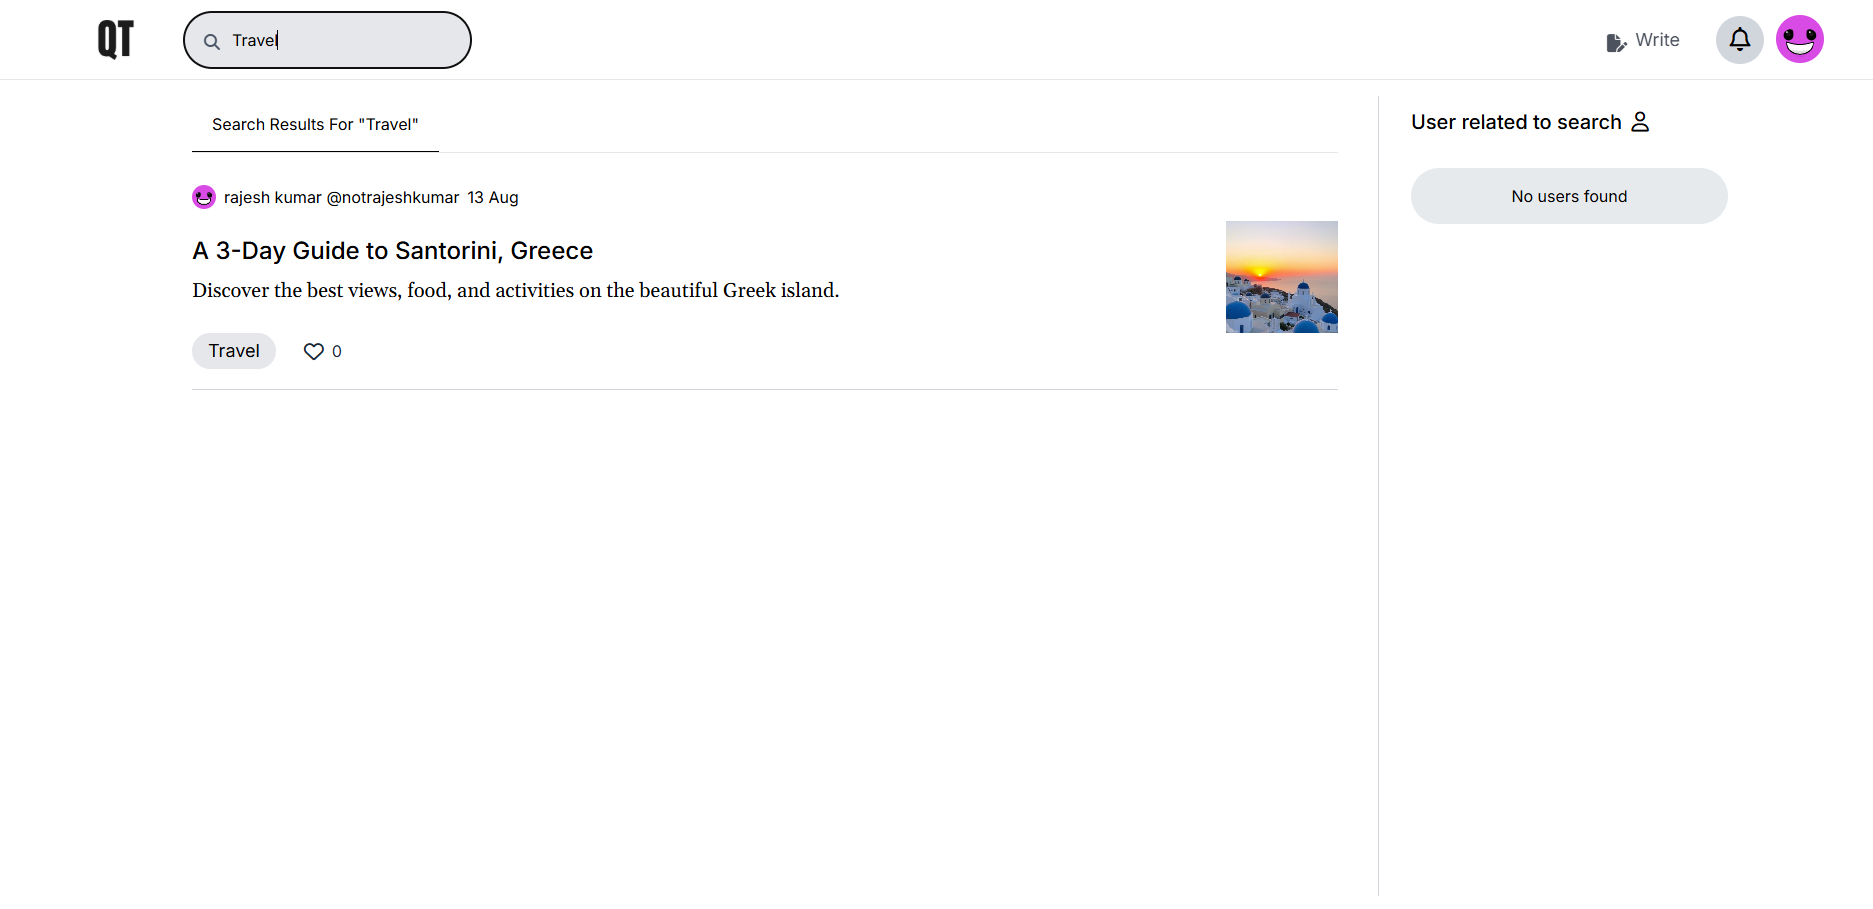 QT
Travel
Write
Search Results For "Travel"
rajesh kumar @notrajeshkumar 13 Aug
A 3-Day Guide to Santorini, Greece
Discover the best views, food, and activities on the beautiful Greek island.
Travel
0
User related to search
No users found